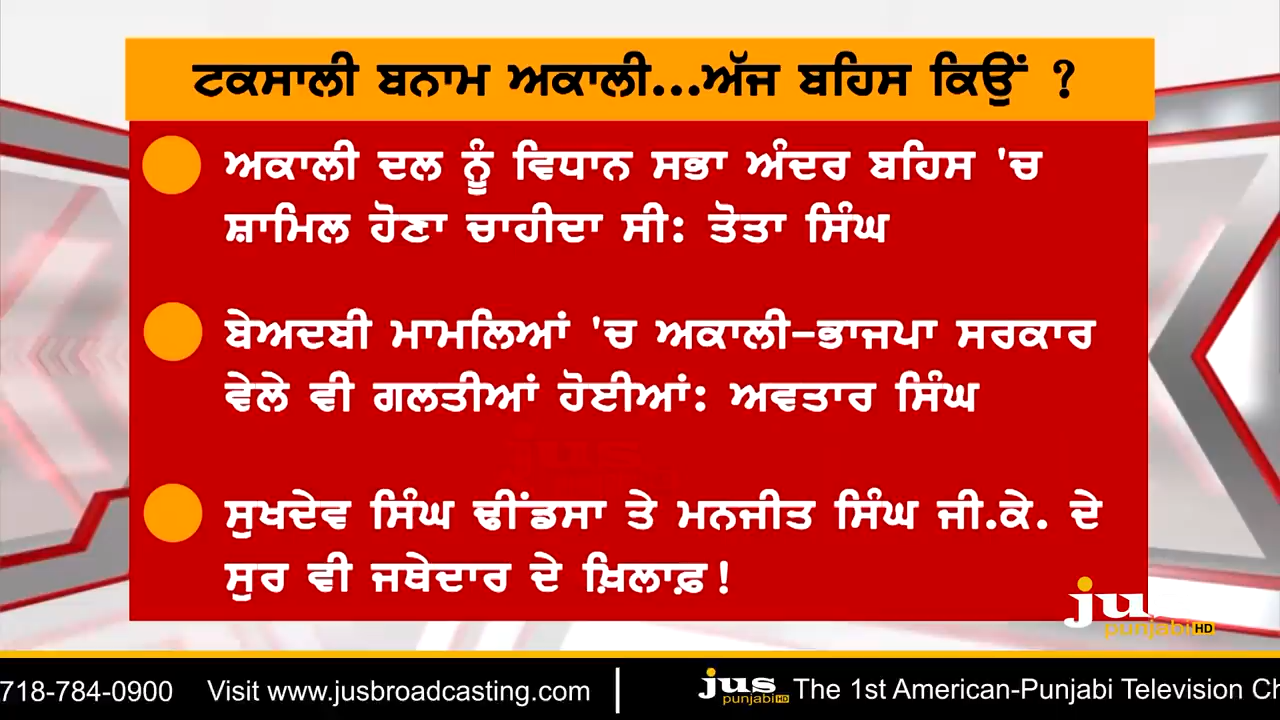 ਟਕਸਾਲੀ ਬਨਾਮ ਅਕਾਲੀ...ਅੱਜ ਬਹਿਸ ਕਿਉਂ ?
ਅਕਾਲੀ ਦਲ ਨੂੰ ਵਿਧਾਨ ਸਭਾ ਅੰਦਰ ਬਹਿਸ 'ਚ
ਸ਼ਾਮਿਲ ਹੋਣਾ ਚਾਹੀਦਾ ਸੀ: ਤੋਤਾ ਸਿੰਘ
ਬੇਅਦਬੀ ਮਾਮਲਿਆਂ 'ਚ ਅਕਾਲੀ-ਭਾਜਪਾ ਸਰਕਾਰ
ਵੇਲੇ ਵੀ ਗਲਤੀਆਂ ਹੋਈਆਂ: ਅਵਤਾਰ ਸਿੰਘ
ਸੁਖਦੇਵ ਸਿੰਘ ਢੀਂਡਸਾ ਤੇ ਮਨਜੀਤ ਸਿੰਘ ਜੀ.ਕੇ. ਦੇ
ਸੁਰ ਵੀ ਜਥੇਦਾਰ ਦੇ ਖ਼ਿਲਾਫ਼!
jus
punjabi HD
718-784-0900 Visit www.jusbroadcasting.com | jus punjabi HD The 1st American-Punjabi Television Ch